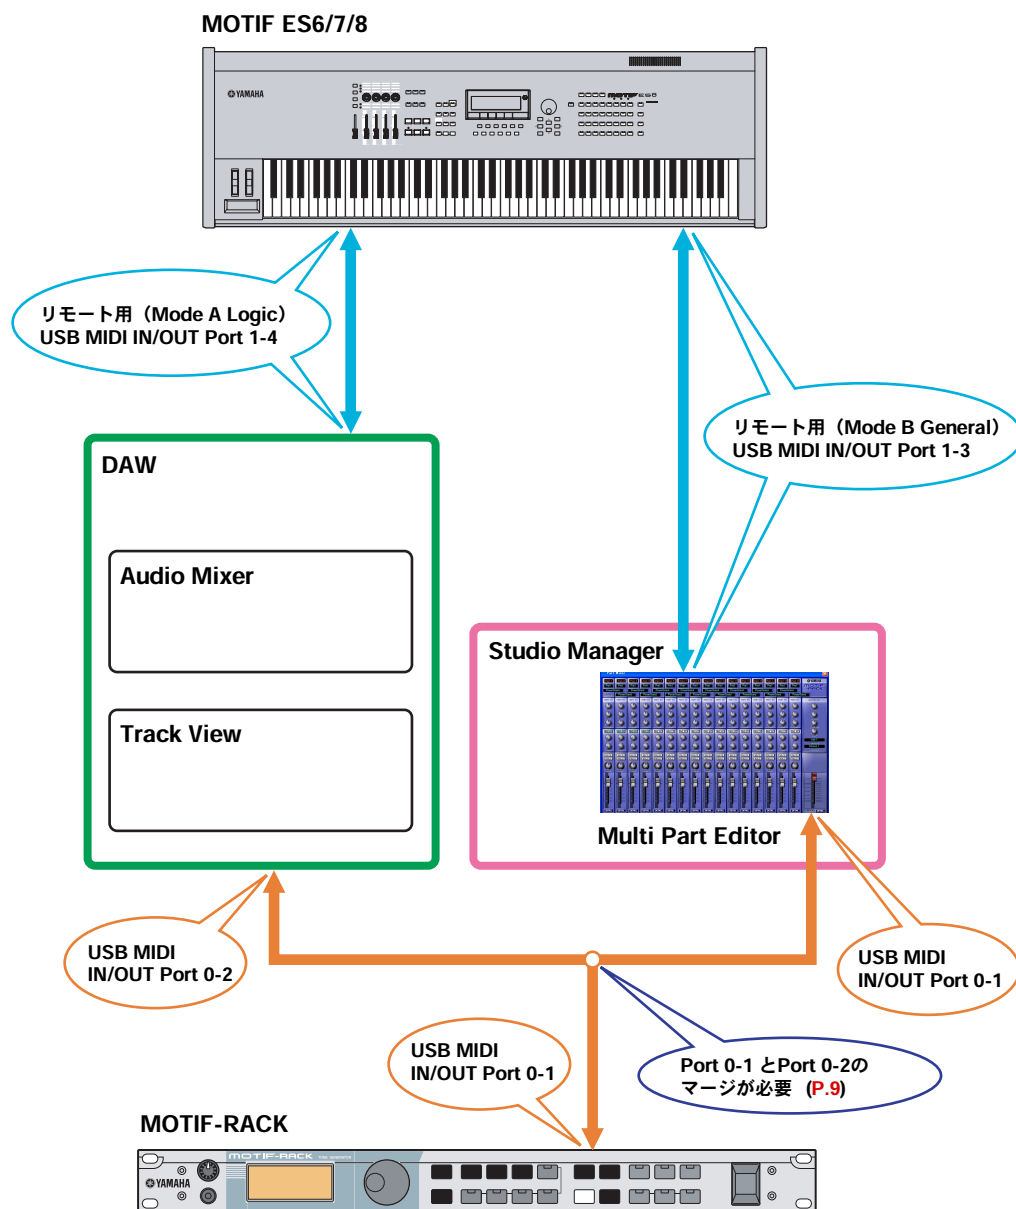 MOTIF ES6/7/8
YAMAHA
リモート用（Mode A Logic）
USB MIDI IN/OUT Port 1-4
リモート用（Mode B General）
USB MIDI IN/OUT Port 1-3
DAW
Audio Mixer
Track View
Studio Manager
Multi Part Editor
USB MIDI
IN/OUT Port 0-2
USB MIDI
IN/OUT Port 0-1
USB MIDI
IN/OUT Port 0-1
Port 0-1 とPort 0-2の
マージが必要 (P.9)
MOTIF-RACK
MOTIF-RACK TONE GENERATOR
YAMAHA